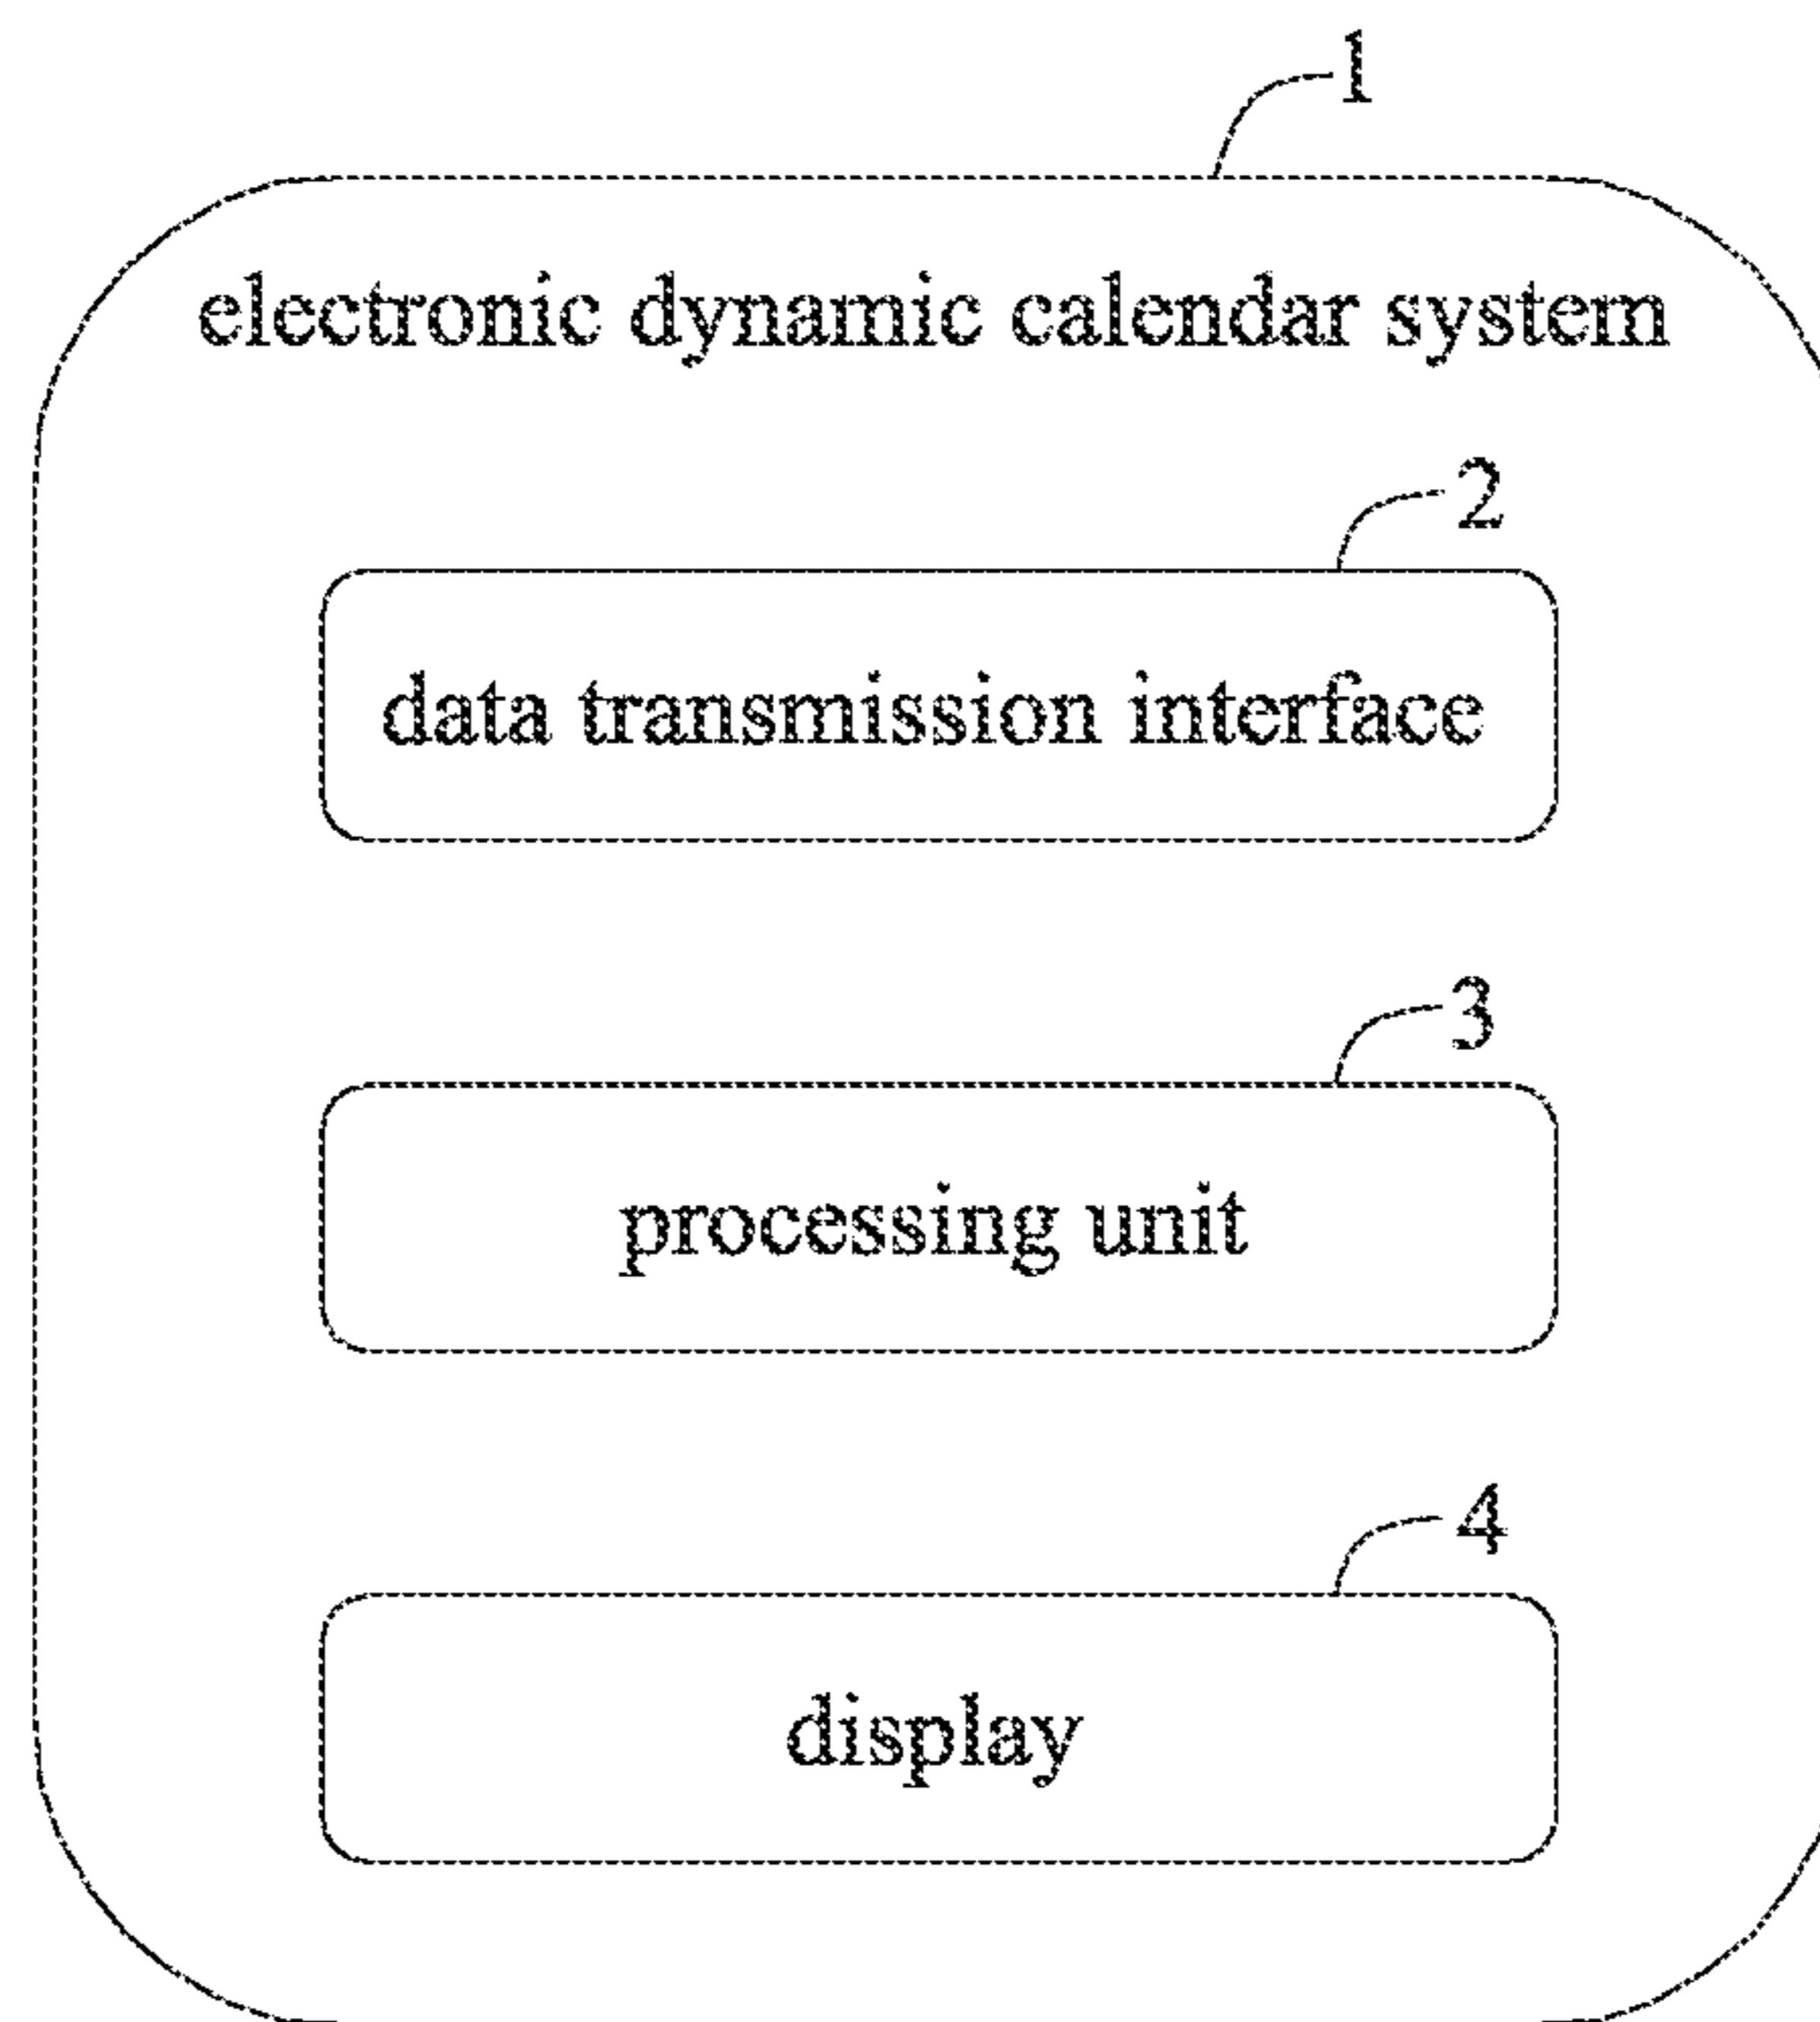 1
electronic dynamic calendar system
2
data transmission interface
3
processing unit
4
display